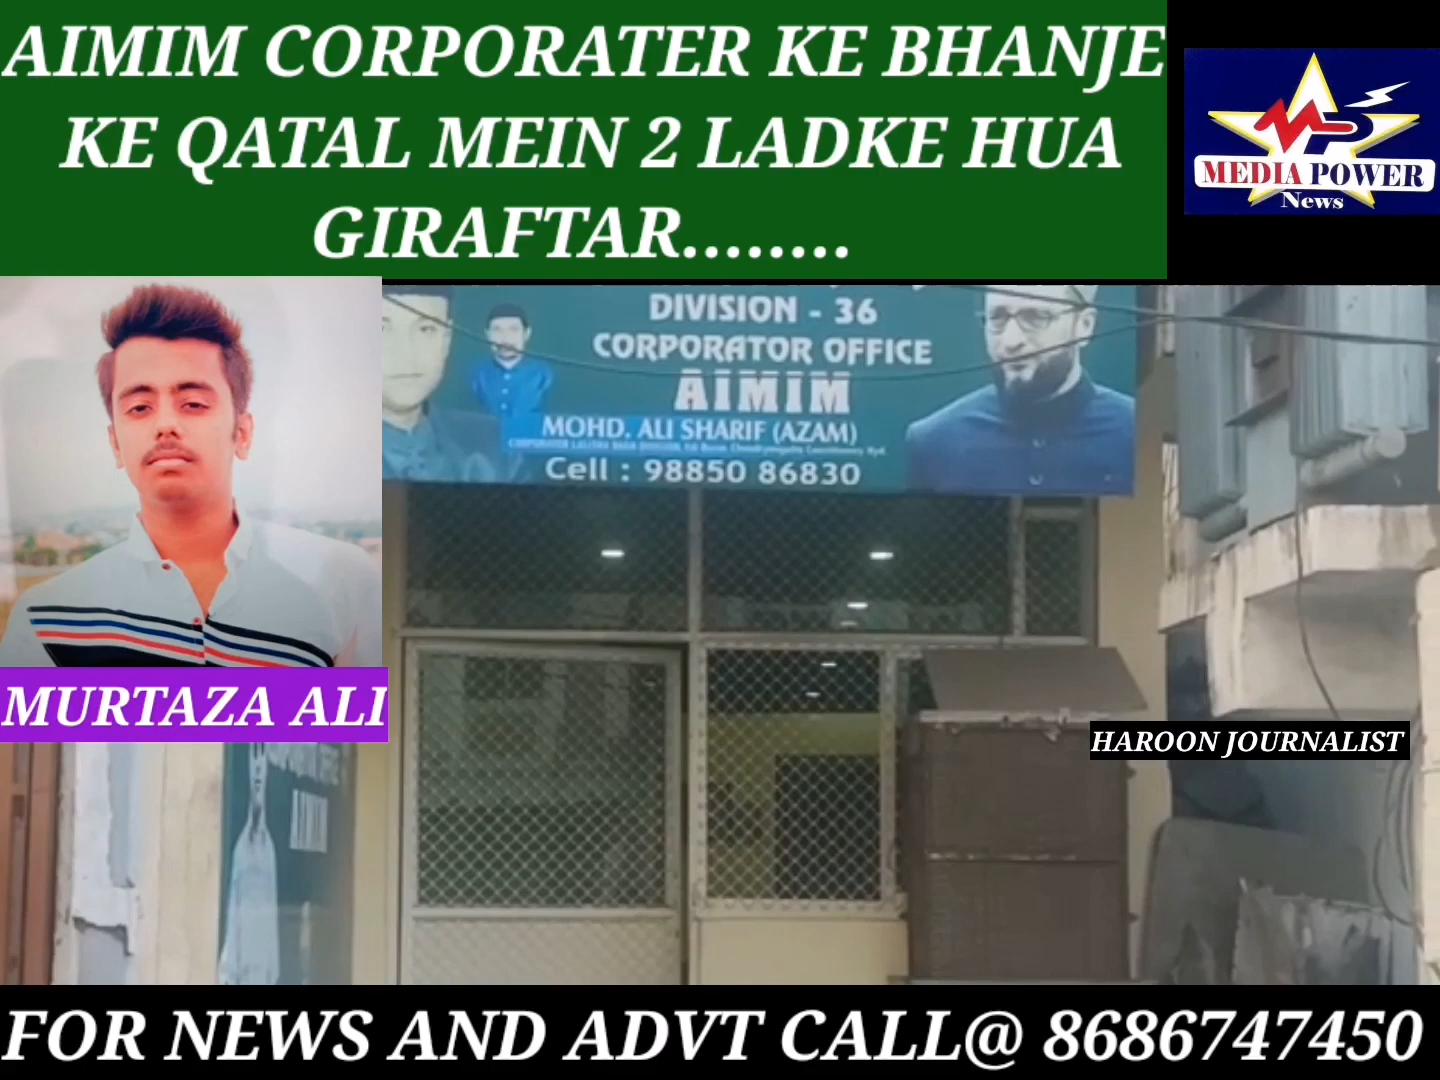 AIMIM CORPORATER KE BHANJE
KE QATAL MEIN 2 LADKE HUA
GIRAFTAR........
MEDIA POWER
News
DIVISION - 36
CORPORATOR OFFICE
AIMIM
MOHD. ALI SHARIF (AZAM)
Cell : 98850 86830
MURTAZA ALI
HAROON JOURNALIST
AIMIM
FOR NEWS AND ADVT CALL@ 8686747450